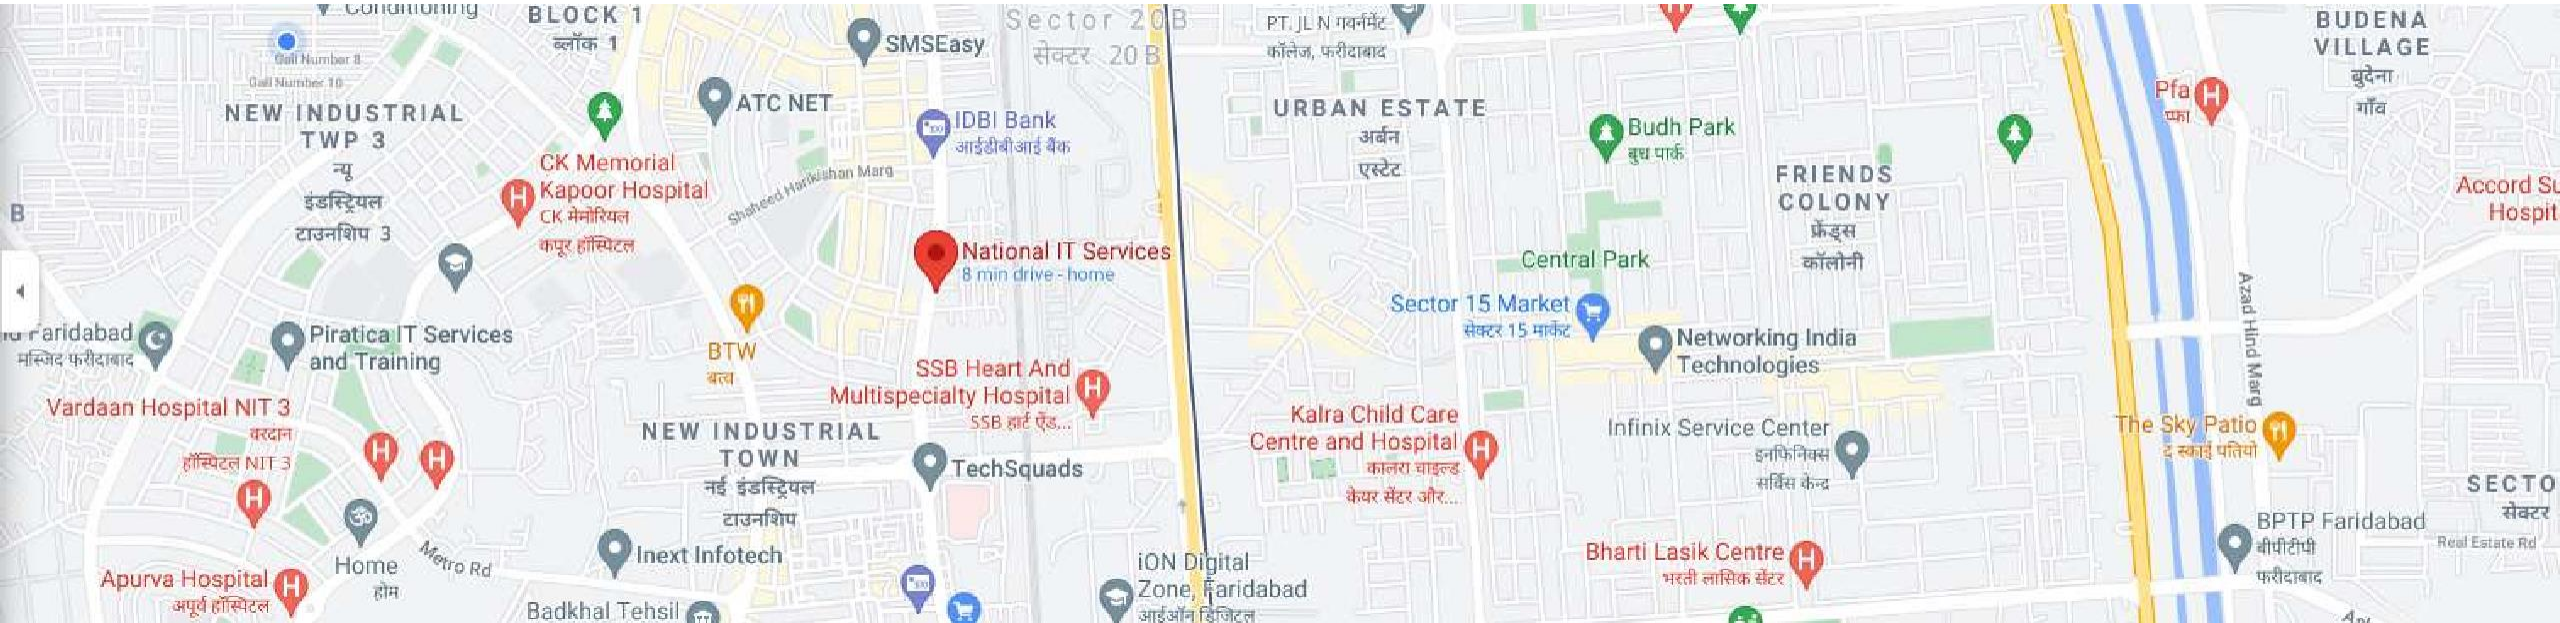 Conditioning
Gali Number 8
Gali Number 10
NEW INDUSTRIAL
TWP 3
न्यू
इंडस्ट्रियल
टाउनशिप 3
B
BLOCK 1
ब्लॉक 1
SMSEasy
ATC NET
Sector 20B
सेक्टर 20 B
IDBI Bank
आईडीबीआई बैंक
CK Memorial
Kapoor Hospital
CK मेमोरियल
कपूर हॉस्पिटल
Shaheed Harikishan Marg
National IT Services
8 min drive - home
Faridabad
मस्जिद फरीदाबाद
Piratica IT Services
and Training
BTW
बत्व
SSB Heart And
Multispecialty Hospital
SSB हार्ट ऐंड...
Vardaan Hospital NIT 3
वरदान
हॉस्पिटल NIT 3
NEW INDUSTRIAL
TOWN
नई इंडस्ट्रियल
टाउनशिप
TechSquads
Home
होम
Metro Rd
Inext Infotech
Apurva Hospital
अपूर्व हॉस्पिटल
Badkhal Tehsil
iON Digital
Zone, Faridabad
आईऑन डिजिटल
PT. JL N गवर्नमेंट
कॉलेज, फरीदाबाद
URBAN ESTATE
अर्बन
एस्टेट
Budh Park
बुध पार्क
FRIENDS
COLONY
फ्रेंड्स
कॉलोनी
Central Park
Sector 15 Market
सेक्टर 15 मार्केट
Networking India
Technologies
Kalra Child Care
Centre and Hospital
कालरा चाइल्ड
केयर सेंटर और...
Infinix Service Center
इनफिनिक्स
सर्विस केन्द्र
Bharti Lasik Centre
भरती लासिक सेंटर
BUDENA
VILLAGE
बुदेना
गाँव
Pfa
प्फा
Accord Su
Hospit
Azad Hind Marg
The Sky Patio
द स्काई पतियो
SECTO
सेक्टर
BPTP Faridabad
बीपीटीपी
फरीदाबाद
Real Estate Rd